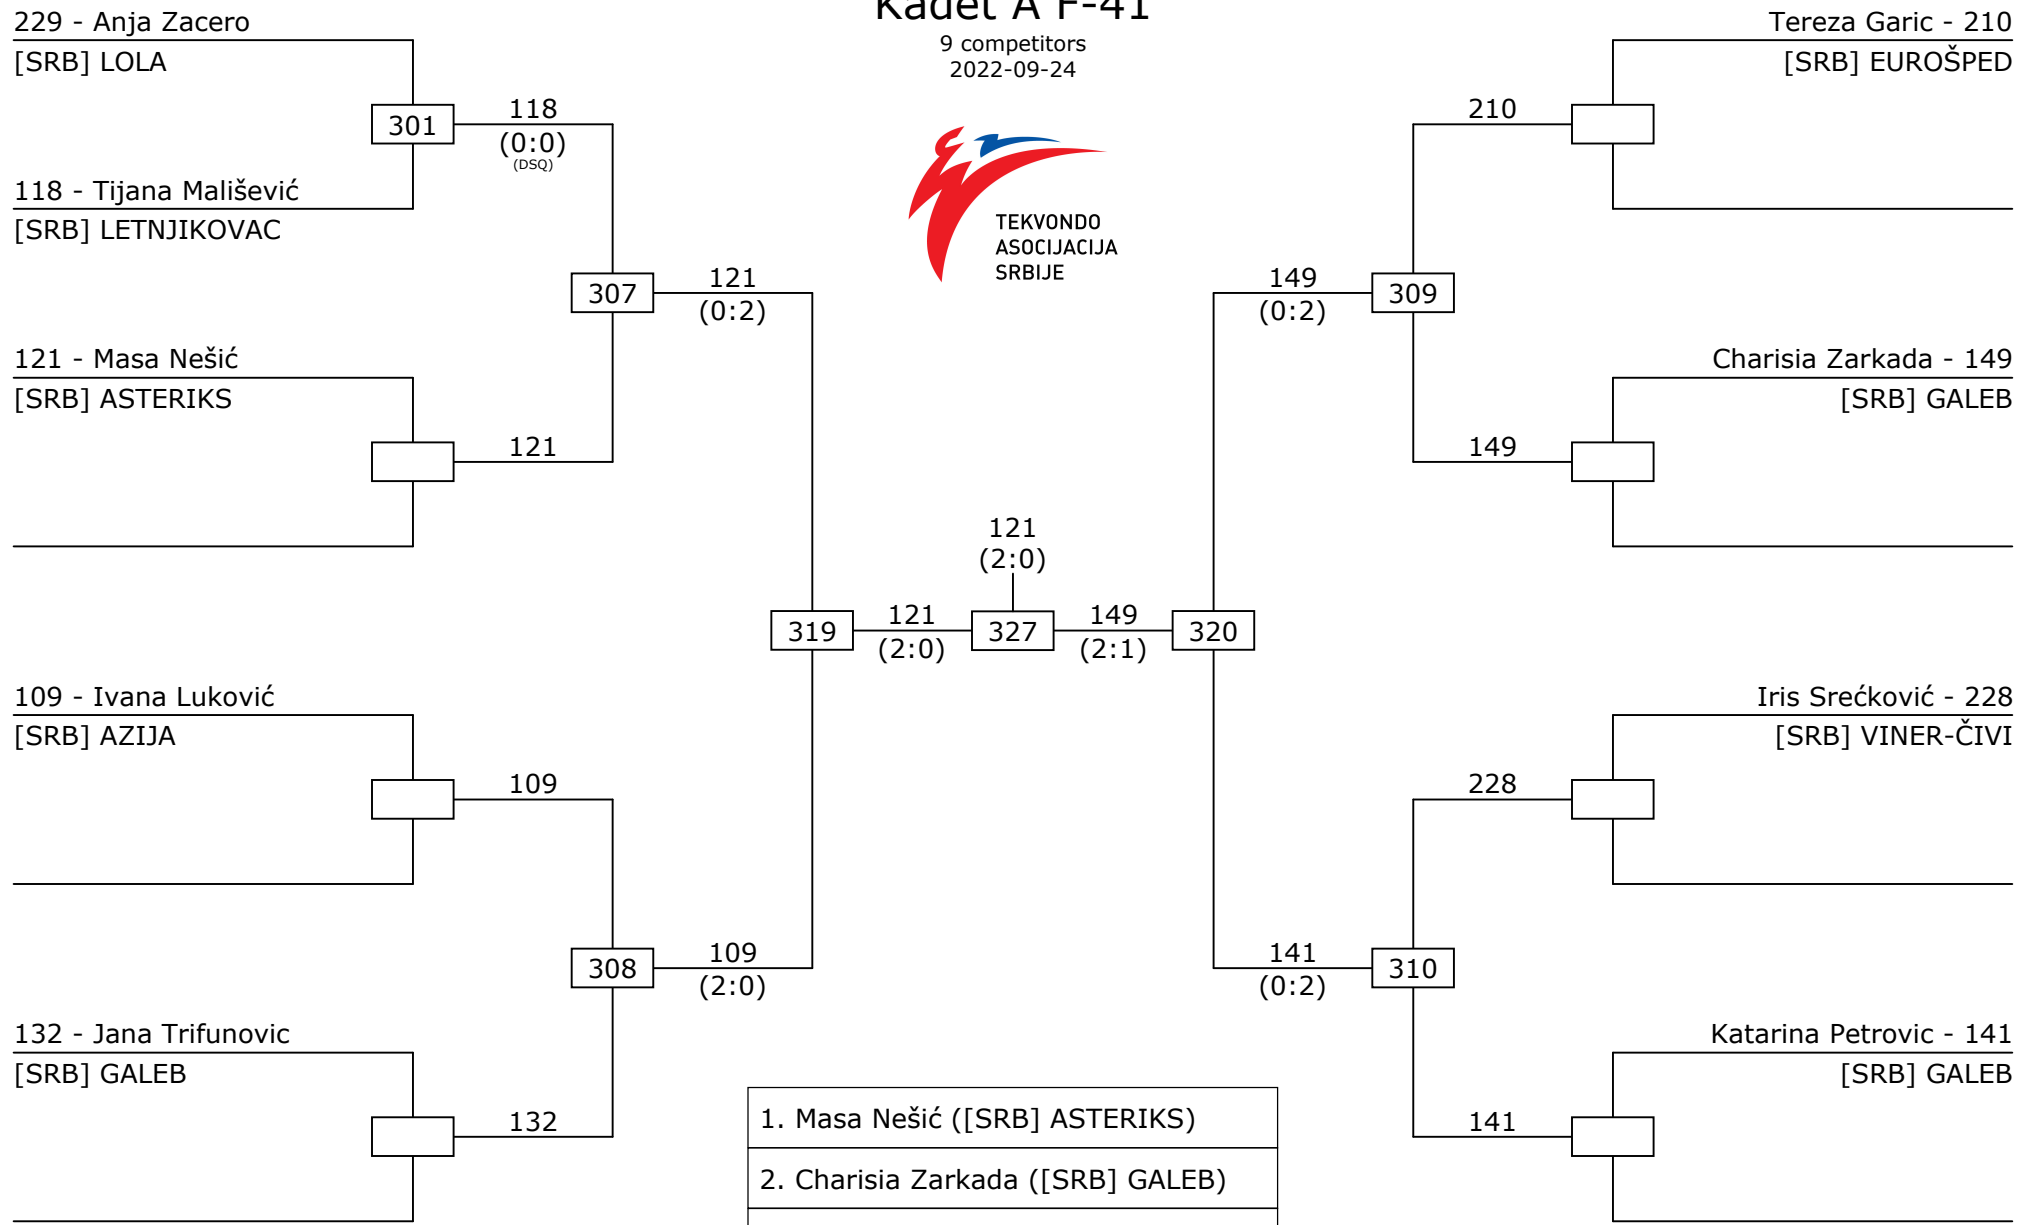 Kadet A F-41
9 competitors
2022-09-24
TEKVONDO
ASOCIJACIJA
SRBIJE
229 - Anja Zacero
[SRB] LOLA
301
118
(0:0)
(DSQ)
118 - Tijana Mališević
[SRB] LETNJIKOVAC
307
121
(0:2)
121 - Masa Nešić
[SRB] ASTERIKS
121
109 - Ivana Luković
[SRB] AZIJA
109
308
109
(2:0)
132 - Jana Trifunovic
[SRB] GALEB
132
319
121
(2:0)
121
(2:0)
327
149
(2:1)
320
Tereza Garic - 210
[SRB] EUROŠPED
210
149
(0:2)
309
Charisia Zarkada - 149
[SRB] GALEB
149
Iris Srećković - 228
[SRB] VINER-ČIVI
228
141
(0:2)
310
Katarina Petrovic - 141
[SRB] GALEB
141
1. Masa Nešić ([SRB] ASTERIKS)
2. Charisia Zarkada ([SRB] GALEB)